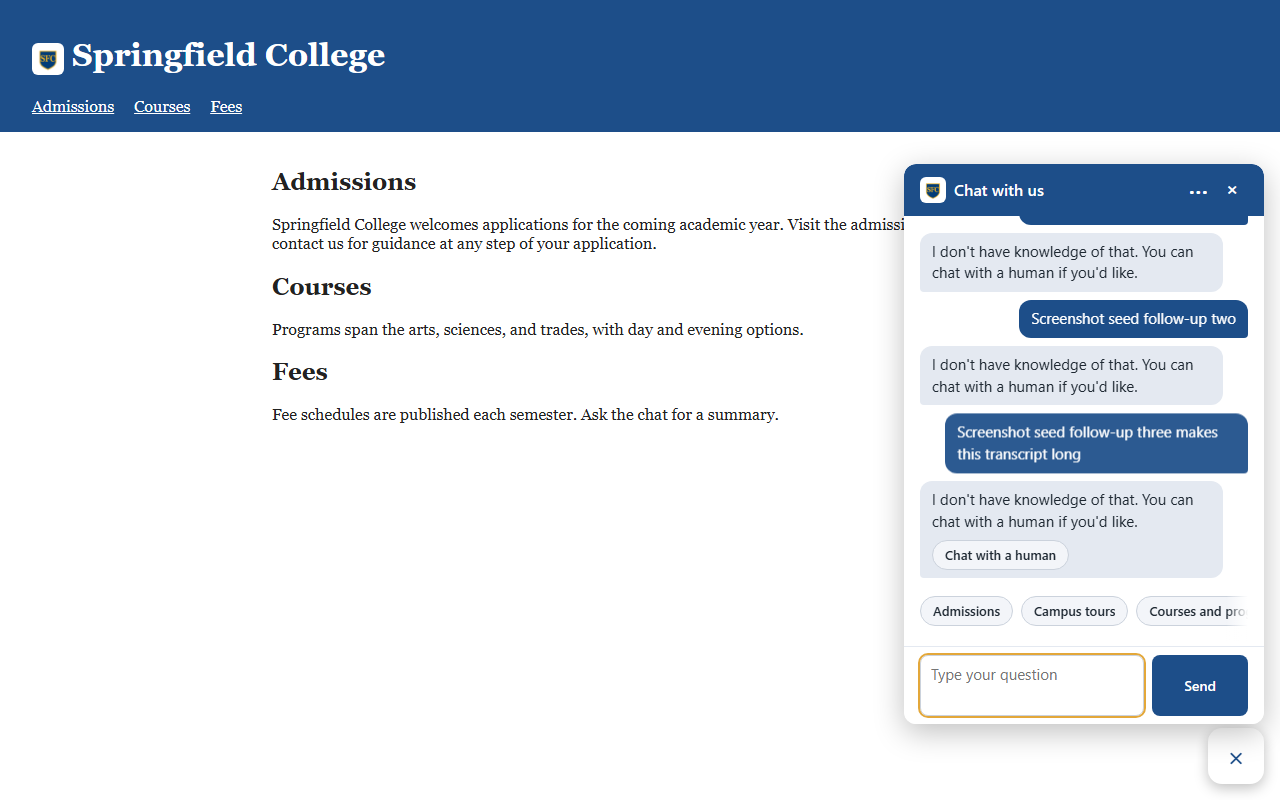 SFC Springfield College
Admissions Courses Fees
Admissions
Springfield College welcomes applications for the coming academic year. Visit the
contact us for guidance at any step of your application.
Courses
Programs span the arts, sciences, and trades, with day and evening options.
Fees
Fee schedules are published each semester. Ask the chat for a summary.
SFC Chat with us ... ×
I don't have knowledge of that. You can
chat with a human if you'd like.
Screenshot seed follow-up two
I don't have knowledge of that. You can
chat with a human if you'd like.
Screenshot seed follow-up three makes
this transcript long
I don't have knowledge of that. You can
chat with a human if you'd like.
Chat with a human
Admissions Campus tours Courses and
Type your question
Send
×